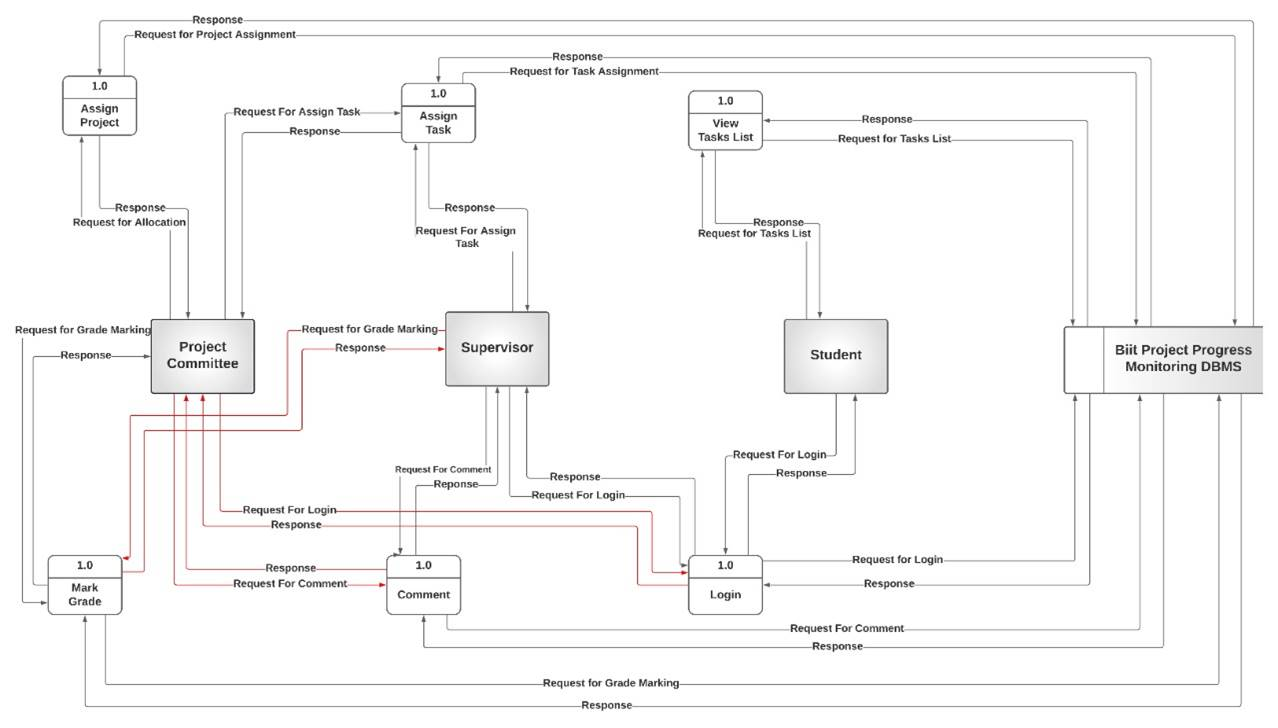 Response
Request for Project Assignment
Response
Request for Task Assignment
1.0
Assign
Project
1.0
Assign
Task
1.0
View
Tasks List
Request For Assign Task
Response
Response
Request for Tasks List
Response
Request for Allocation
Response
Request For Assign
Task
Response
Request for Tasks List
Request for Grade Marking
Response
Project
Committee
Request for Grade Marking
Response
Supervisor
Student
Biit Project Progress
Monitoring DBMS
Request For Login
Response
Request For Comment
Reponse
Response
Request For Login
Request For Login
Response
1.0
Mark
Grade
Response
Request For Comment
1.0
Comment
1.0
Login
Request for Login
Response
Request For Comment
Response
Request for Grade Marking
Response